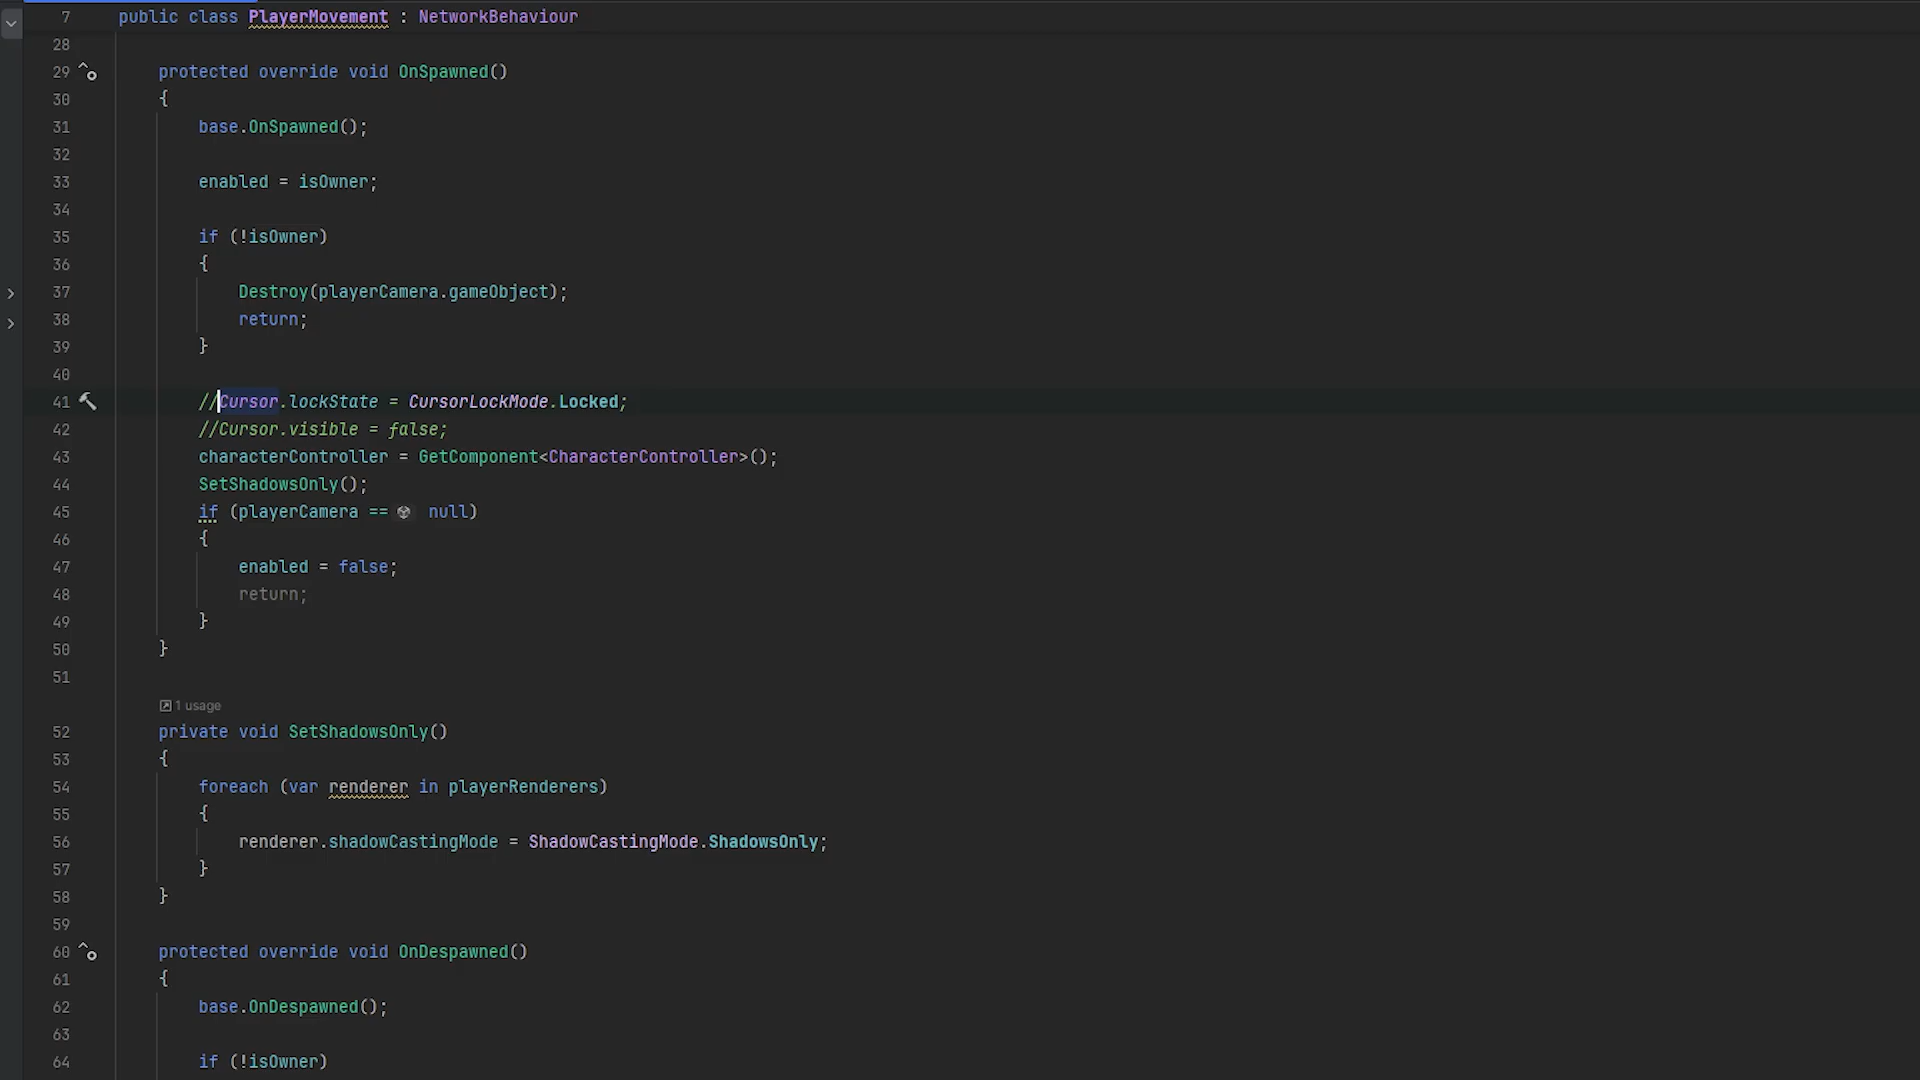 7 public class PlayerMovement : NetworkBehaviour
28
29 protected override void OnSpawned()
30 {
31 base.OnSpawned();
32
33 enabled = isOwner;
34
35 if (!isOwner)
36 {
37 Destroy(playerCamera.gameObject);
38 return;
39 }
40
41 //Cursor.lockState = CursorLockMode.Locked;
42 //Cursor.visible = false;
43 characterController = GetComponent<CharacterController>();
44 SetShadowsOnly();
45 if (playerCamera == null)
46 {
47 enabled = false;
48 return;
49 }
50 }
51
1 usage
52 private void SetShadowsOnly()
53 {
54 foreach (var renderer in playerRenderers)
55 {
56 renderer.shadowCastingMode = ShadowCastingMode.ShadowsOnly;
57 }
58 }
59
60 protected override void OnDespawned()
61 {
62 base.OnDespawned();
63
64 if (!isOwner)